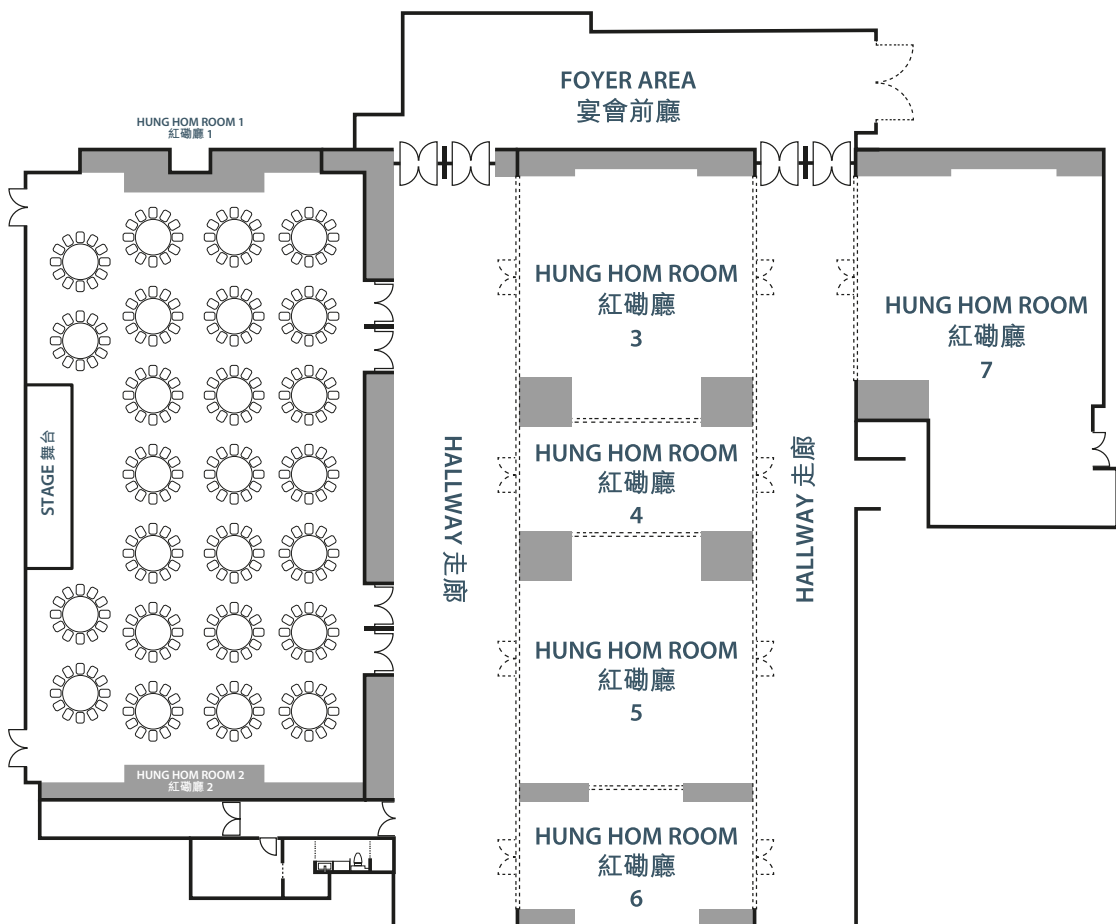 FOYER AREA
宴會前廳
HUNG HOM ROOM 1
紅磡廳 1
HUNG HOM ROOM
紅磡廳
3
HUNG HOM ROOM
紅磡廳
7
STAGE 舞台
HALLWAY 走廊
HUNG HOM ROOM
紅磡廳
4
HALLWAY 走廊
HUNG HOM ROOM
紅磡廳
5
HUNG HOM ROOM 2
紅磡廳 2
HUNG HOM ROOM
紅磡廳
6